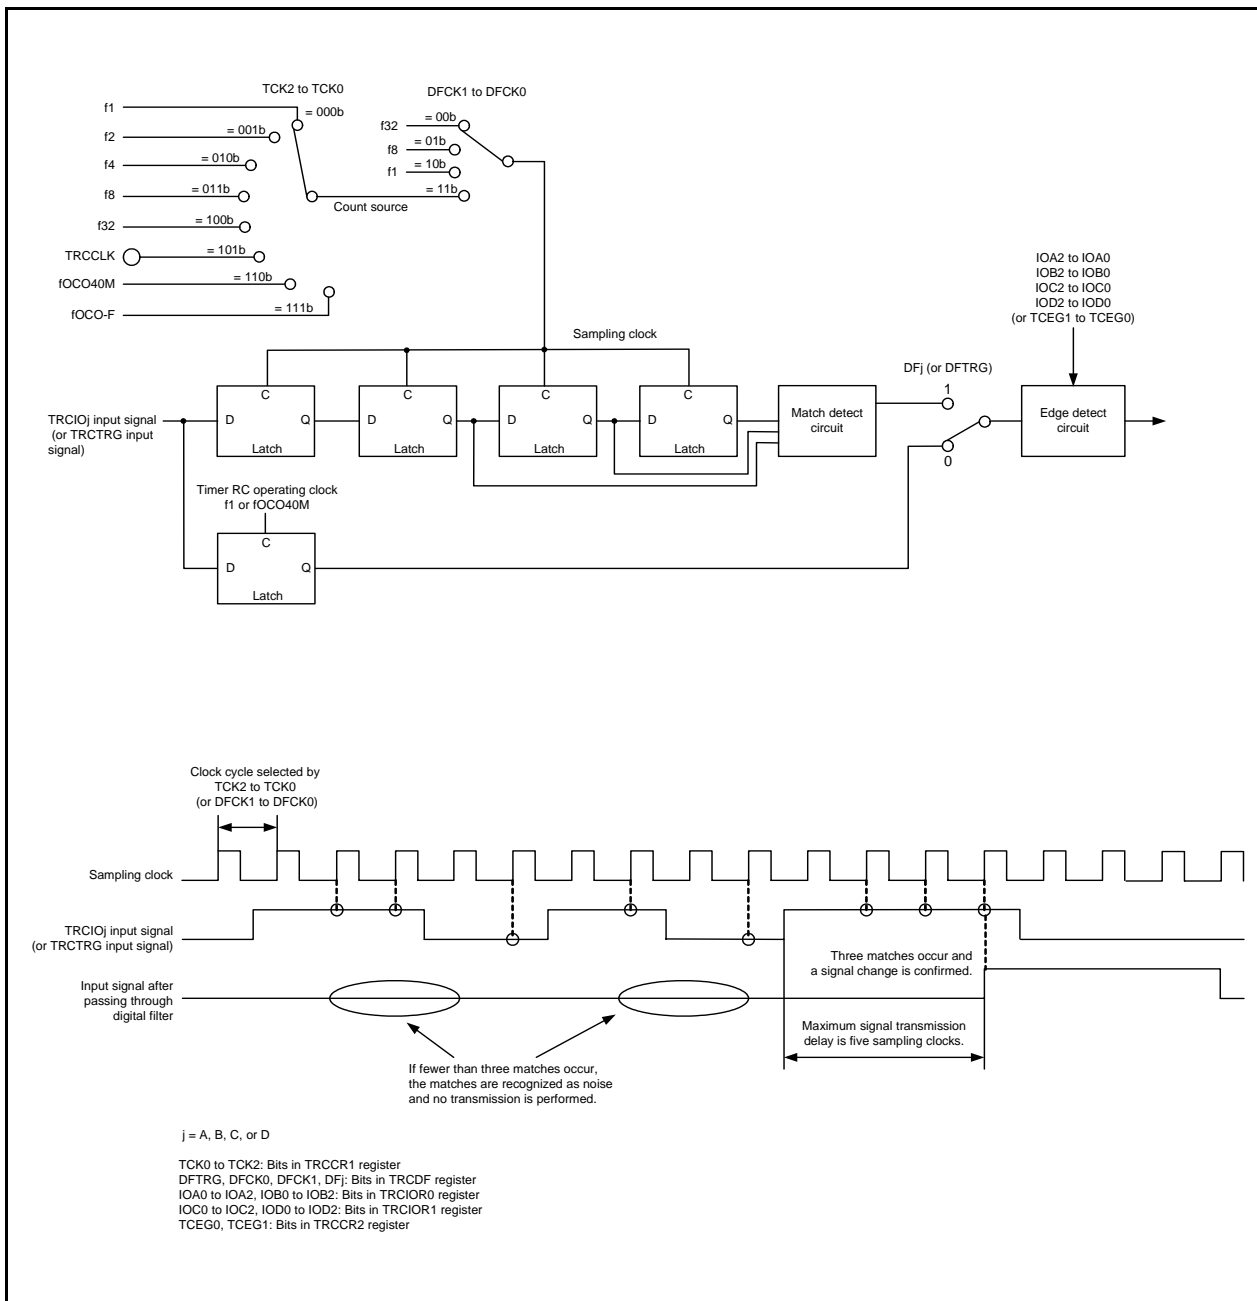 TCK2 to TCK0
DFCK1 to DFCK0
f1
= 000b
f2
= 001b
f4
= 010b
f8
= 011b
f32
= 100b
TRCCLK
= 101b
fOCO40M
= 110b
fOCO-F
= 111b
Count source
f32
= 00b
f8
= 01b
f1
= 10b
= 11b
IOA2 to IOA0
IOB2 to IOB0
IOC2 to IOC0
IOD2 to IOD0
(or TCEG1 to TCEG0)
Sampling clock
DFj (or DFTRG)
TRCIOj input signal
(or TRCTRG input
signal)
C
D
Q
Latch
C
D
Q
Latch
C
D
Q
Latch
C
D
Q
Latch
Match detect
circuit
1
0
Edge detect
circuit
Timer RC operating clock
f1 or fOCO40M
C
D
Q
Latch
Clock cycle selected by
TCK2 to TCK0
(or DFCK1 to DFCK0)
Sampling clock
TRCIOj input signal
(or TRCTRG input signal)
Three matches occur and
a signal change is confirmed.
Input signal after
passing through
digital filter
Maximum signal transmission
delay is five sampling clocks.
If fewer than three matches occur,
the matches are recognized as noise
and no transmission is performed.
j = A, B, C, or D
TCK0 to TCK2: Bits in TRCCR1 register
DFTRG, DFCK0, DFCK1, DFj: Bits in TRCDF register
IOA0 to IOA2, IOB0 to IOB2: Bits in TRCIOR0 register
IOC0 to IOC2, IOD0 to IOD2: Bits in TRCIOR1 register
TCEG0, TCEG1: Bits in TRCCR2 register